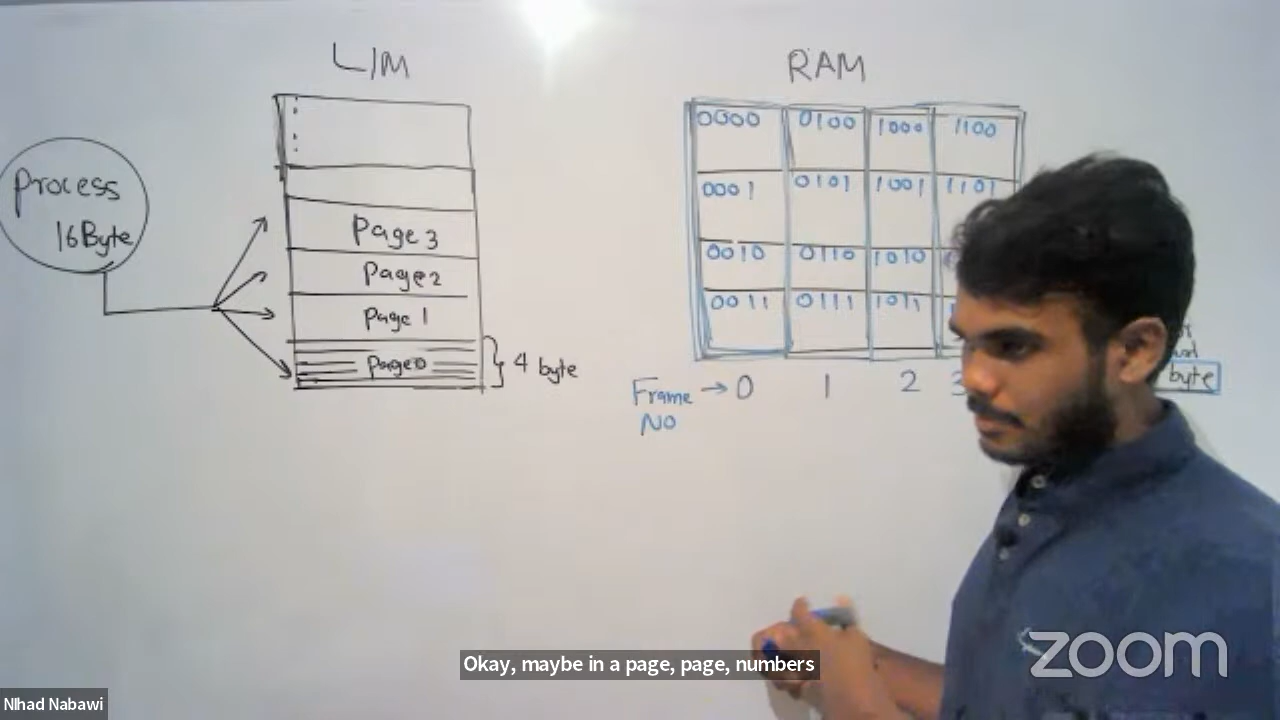 LIM
RAM
Process
16Byte
Page 3
Page 2
Page 1
Page 0
4 byte
0000 0100 1000 1100
0001 0101 1001 1101
0010 0110 1010
0011 0111 1011
Frame → 0 1 2 3
NO
byte
Okay, maybe in a page, page, numbers
NIhad Nabawi
zoom